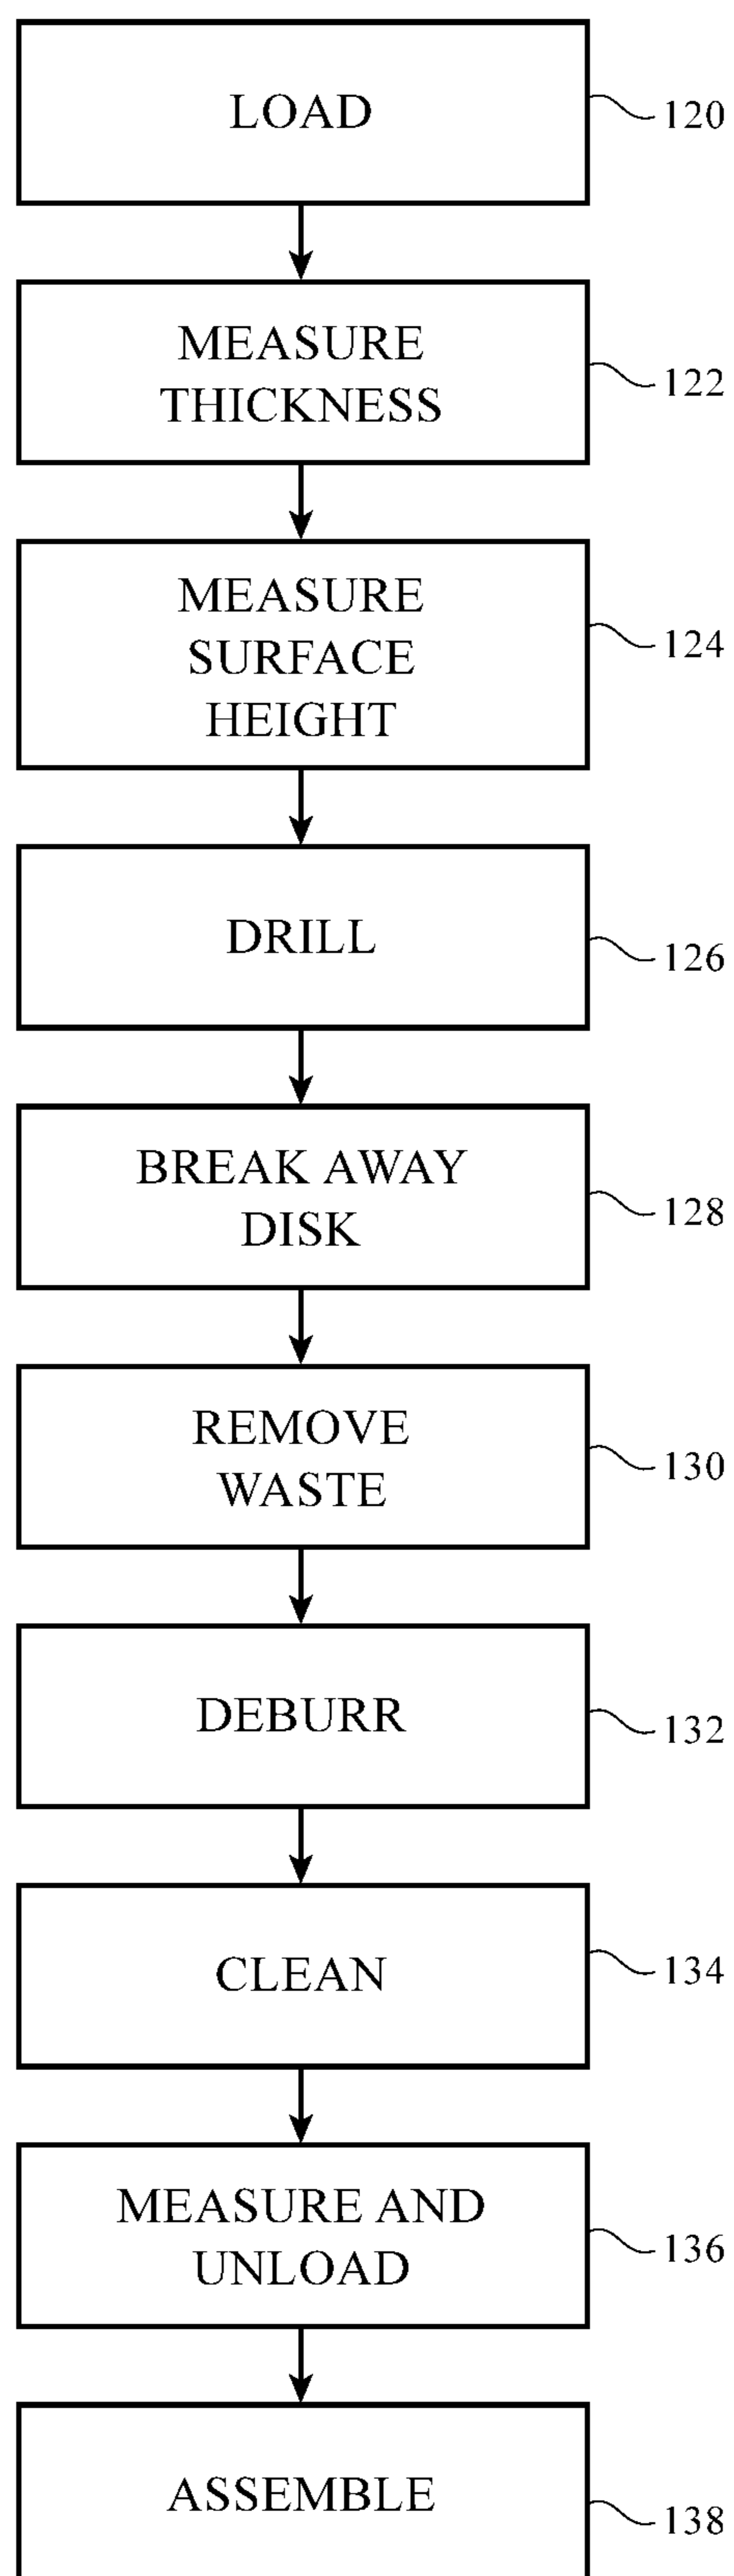 LOAD
120
MEASURE
THICKNESS
122
MEASURE
SURFACE
HEIGHT
124
DRILL
126
BREAK AWAY
DISK
128
REMOVE
WASTE
130
DEBURR
132
CLEAN
134
MEASURE AND
UNLOAD
136
ASSEMBLE
138